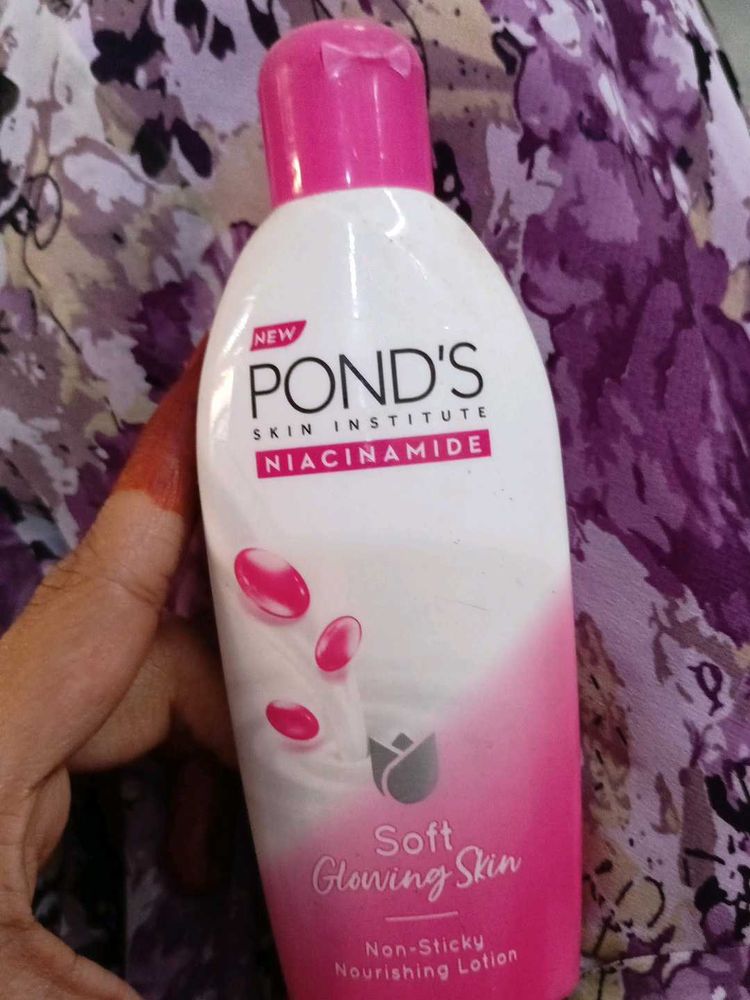 NEW
POND'S
SKIN INSTITUTE
NIACINAMIDE
Soft
Glowing Skin
Non-Sticky
Nourishing Lotion